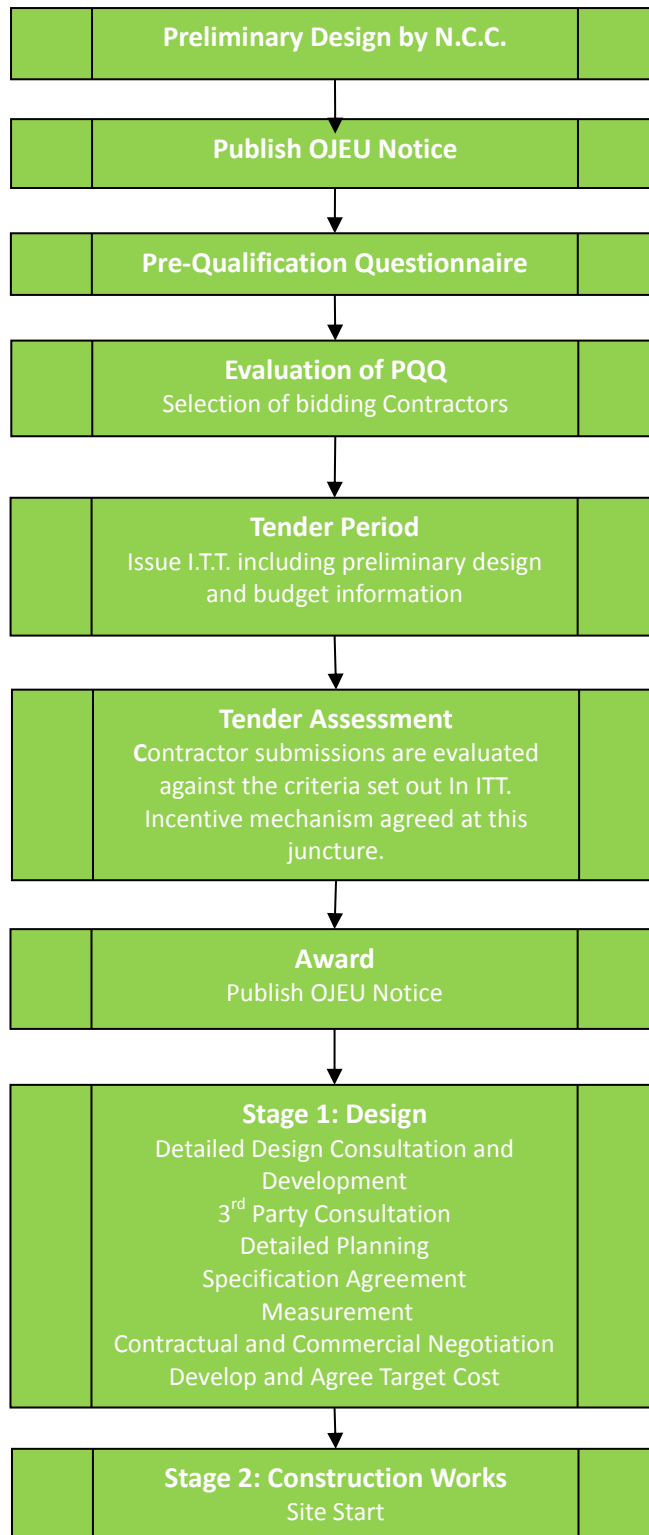 Preliminary Design by N.C.C.
Publish OJEU Notice
Pre-Qualification Questionnaire
Evaluation of PQQ
Selection of bidding Contractors
Tender Period
Issue I.T.T. including preliminary design
and budget information
Tender Assessment
Contractor submissions are evaluated
against the criteria set out In ITT.
Incentive mechanism agreed at this
juncture.
Award
Publish OJEU Notice
Stage 1: Design
Detailed Design Consultation and
Development
3rd Party Consultation
Detailed Planning
Specification Agreement
Measurement
Contractual and Commercial Negotiation
Develop and Agree Target Cost
Stage 2: Construction Works
Site Start